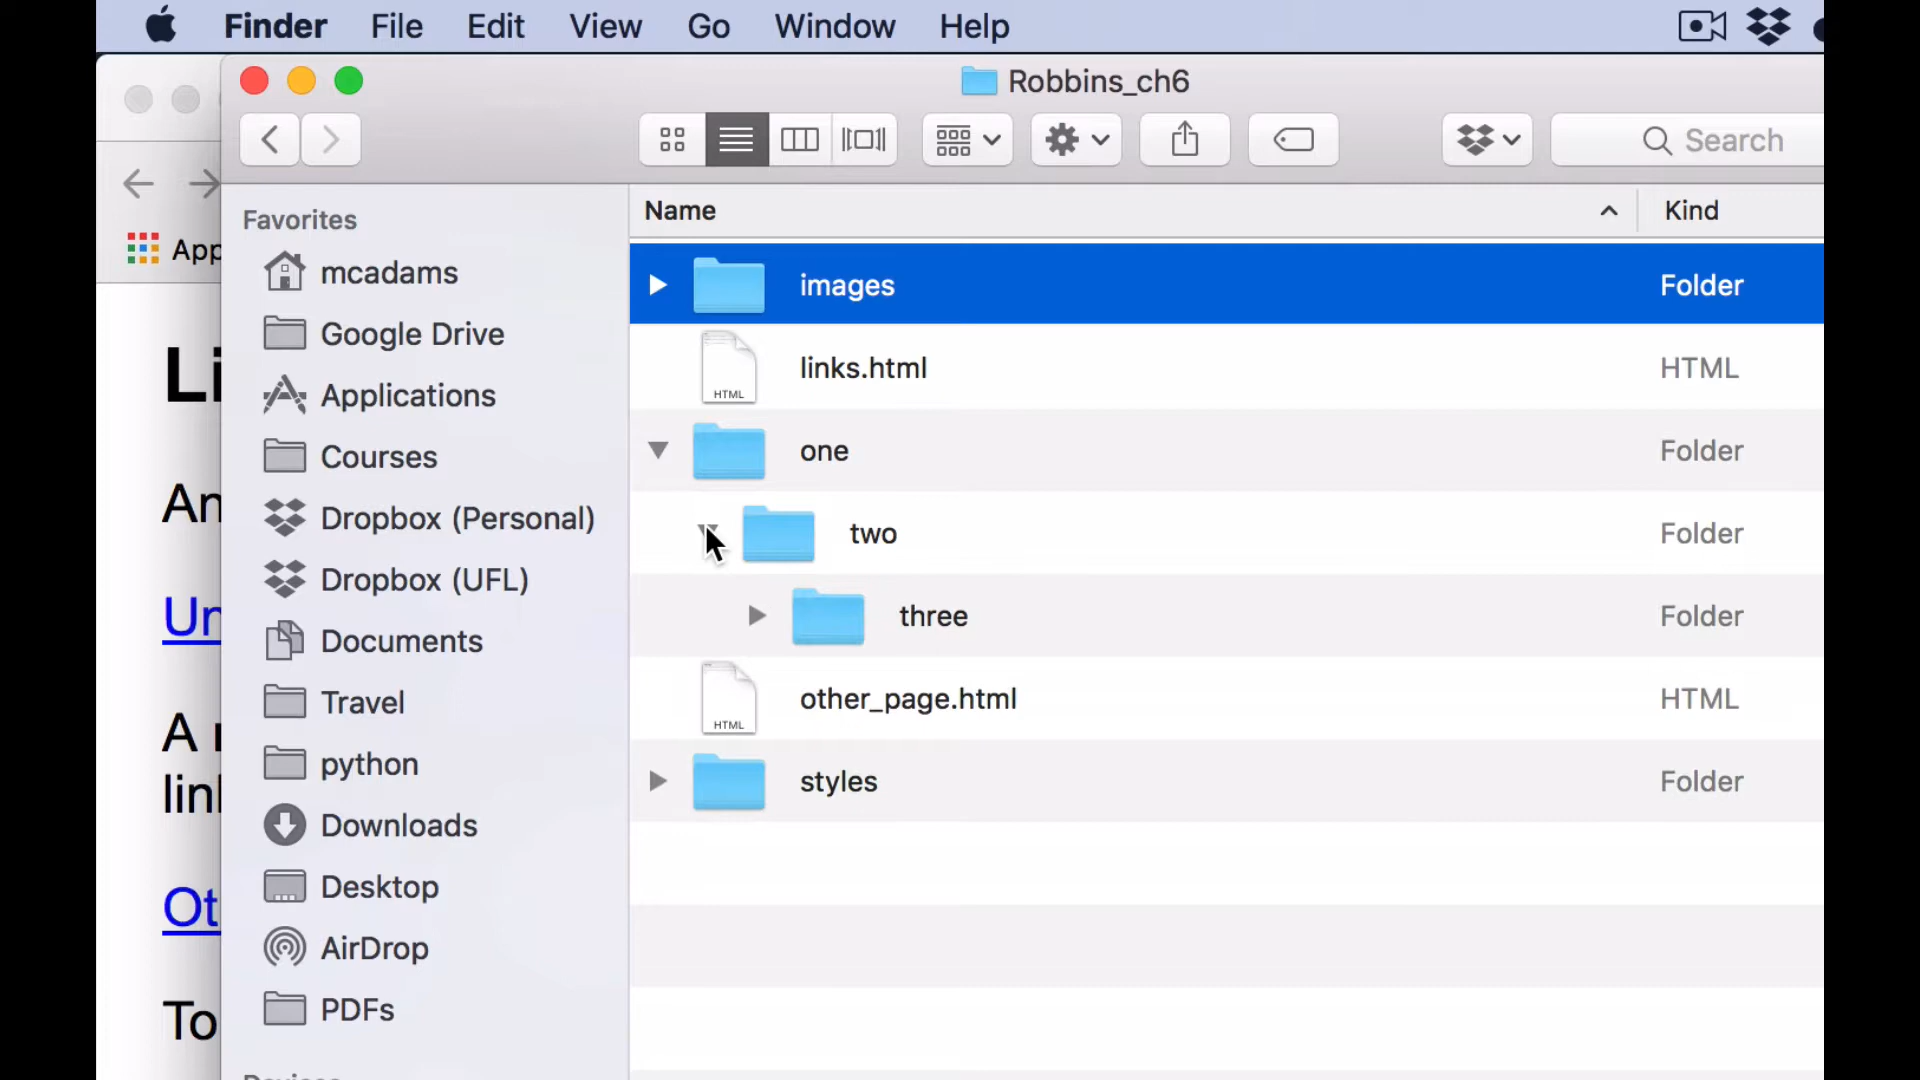 Finder File Edit View Go Window Help
Robbins_ch6
Search
App
Favorites
Name Kind
mcadams
Google Drive
Applications
Courses
Dropbox (Personal)
Dropbox (UFL)
Documents
Travel
python
Downloads
Desktop
AirDrop
PDFs
images Folder
HTML links.html HTML
one Folder
two Folder
three Folder
HTML other_page.html HTML
styles Folder
Li
An
Un
A
lin
Ot
To